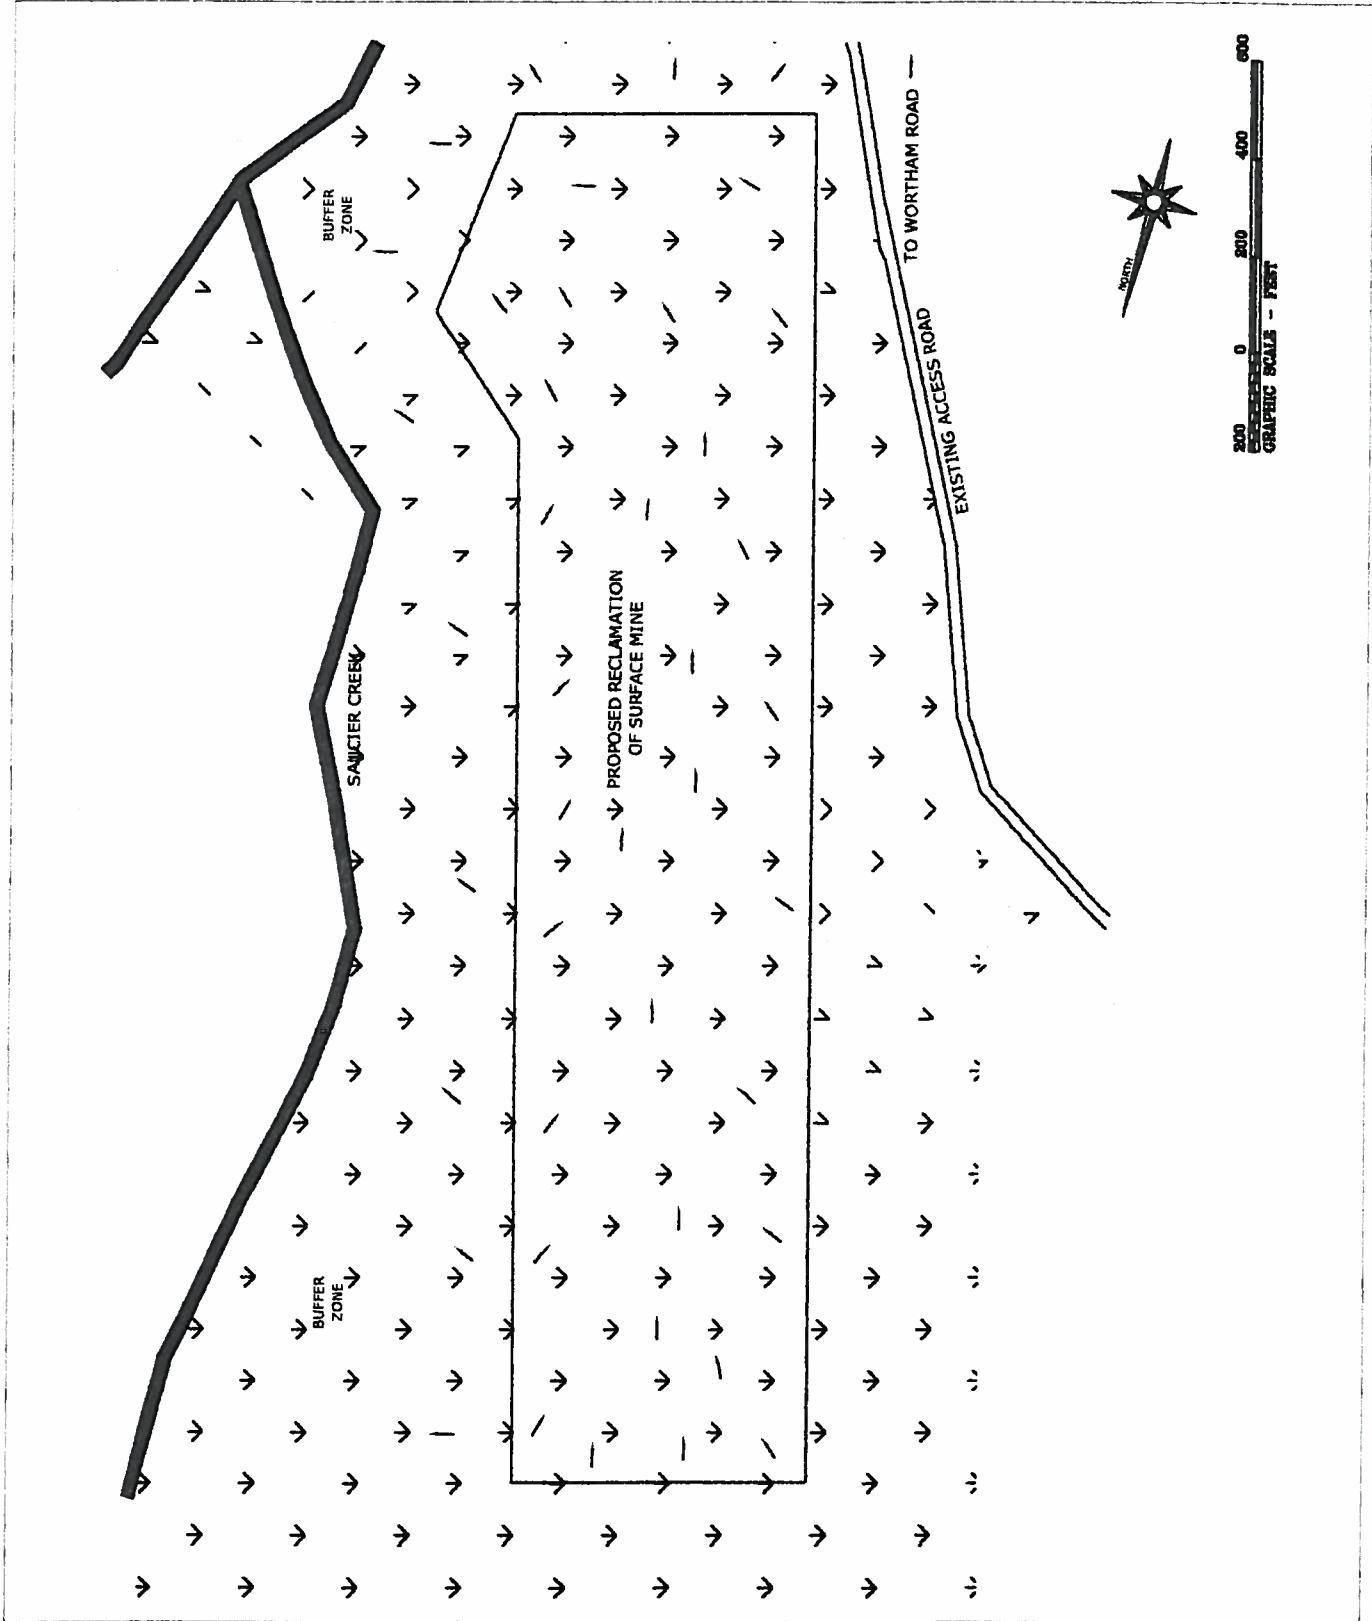 BUFFER
ZONE
SAUCIER CREEK
BUFFER
ZONE
PROPOSED RECLAMATION
OF SURFACE MINE
TO WORTHAM ROAD —
EXISTING ACCESS ROAD
NORTH
200 0 200 400 600
GRAPHIC SCALE - FEET